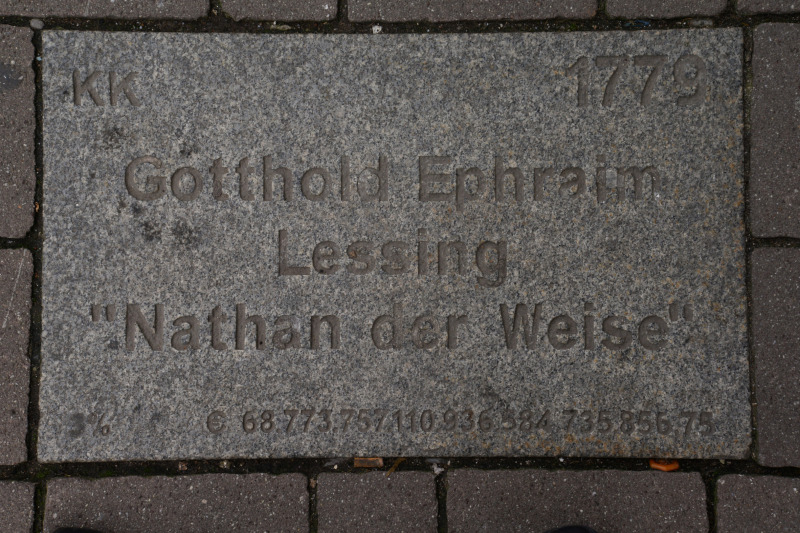 KK 1779
Gotthold Ephraim
Lessing
"Nathan der Weise"
3% € 68.773.757.110.936.584.735.856,75